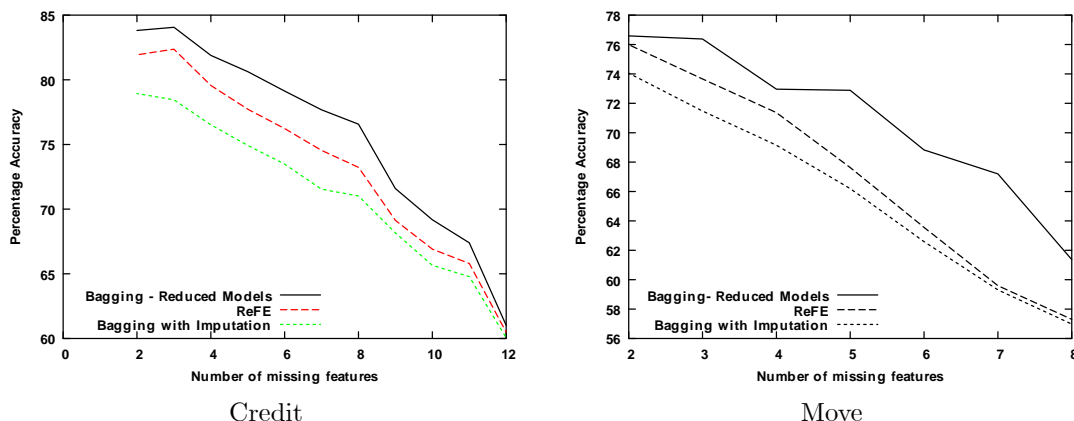 85
80
75
70
65
60
Percentage Accuracy
Bagging - Reduced Models
ReFE
Bagging with Imputation
0 2 4 6 8 10 12
Number of missing features
Credit
78
76
74
72
70
68
66
64
62
60
58
56
Percentage Accuracy
Bagging- Reduced Models
ReFE
Bagging with Imputation
2 3 4 5 6 7 8
Number of missing features
Move